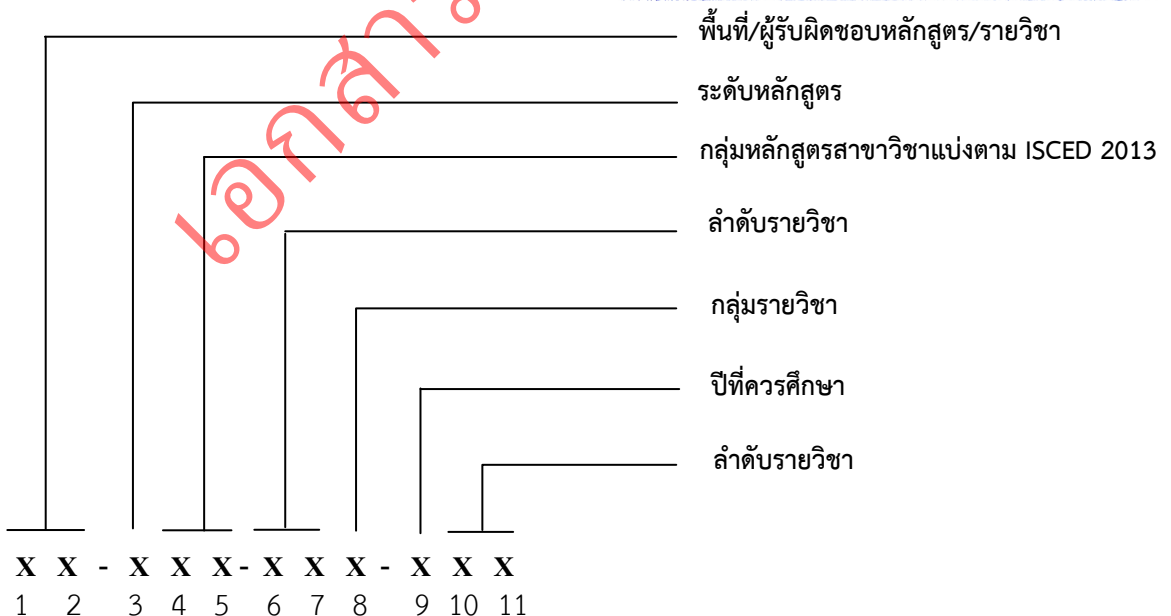 พื้นที่/ผู้รับผิดชอบหลักสูตร/รายวิชา
ระดับหลักสูตร
กลุ่มหลักสูตรสาขาวิชาแบ่งตาม ISCED 2013
ลำดับรายวิชา
กลุ่มรายวิชา
ปีที่ควรศึกษา
ลำดับรายวิชา
X X - X X X - X X X - X X X
1 2 3 4 5 6 7 8 9 10 11